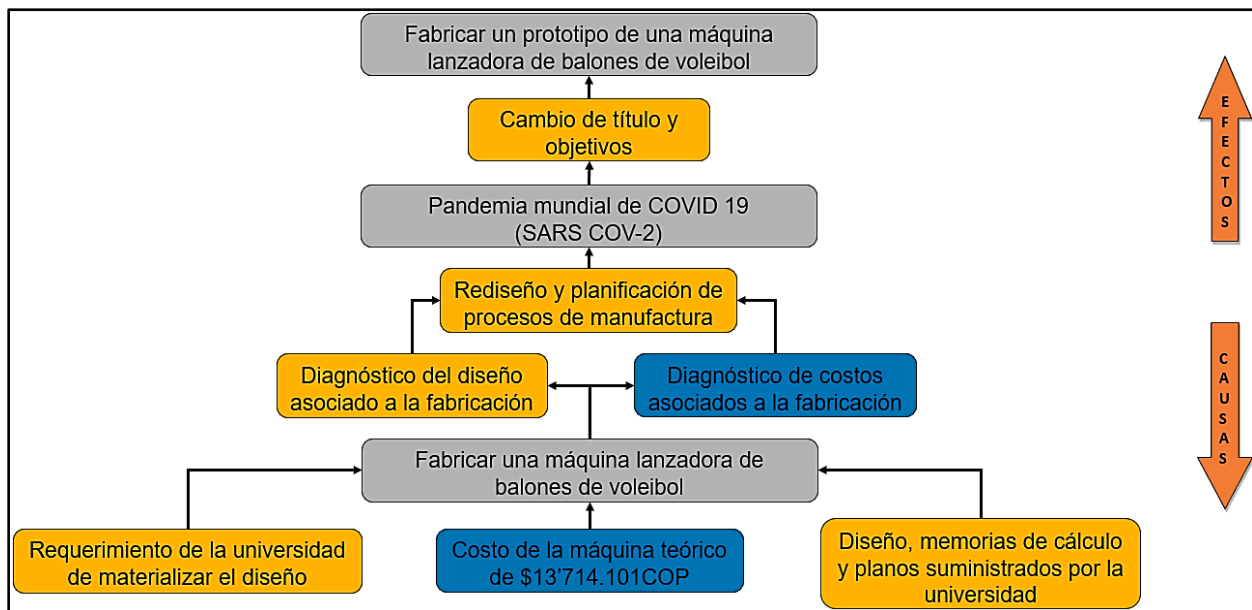 Fabricar un prototipo de una máquina
lanzadora de balones de voleibol
Cambio de título y
objetivos
EFECTOS
Pandemia mundial de COVID 19
(SARS COV-2)
Rediseño y planificación de
procesos de manufactura
Diagnóstico del diseño
asociado a la fabricación
Diagnóstico de costos
asociados a la fabricación
CAUSAS
Fabricar una máquina lanzadora de
balones de voleibol
Requerimiento de la universidad
de materializar el diseño
Costo de la máquina teórico
de $13'714.101COP
Diseño, memorias de cálculo
y planos suministrados por la
universidad